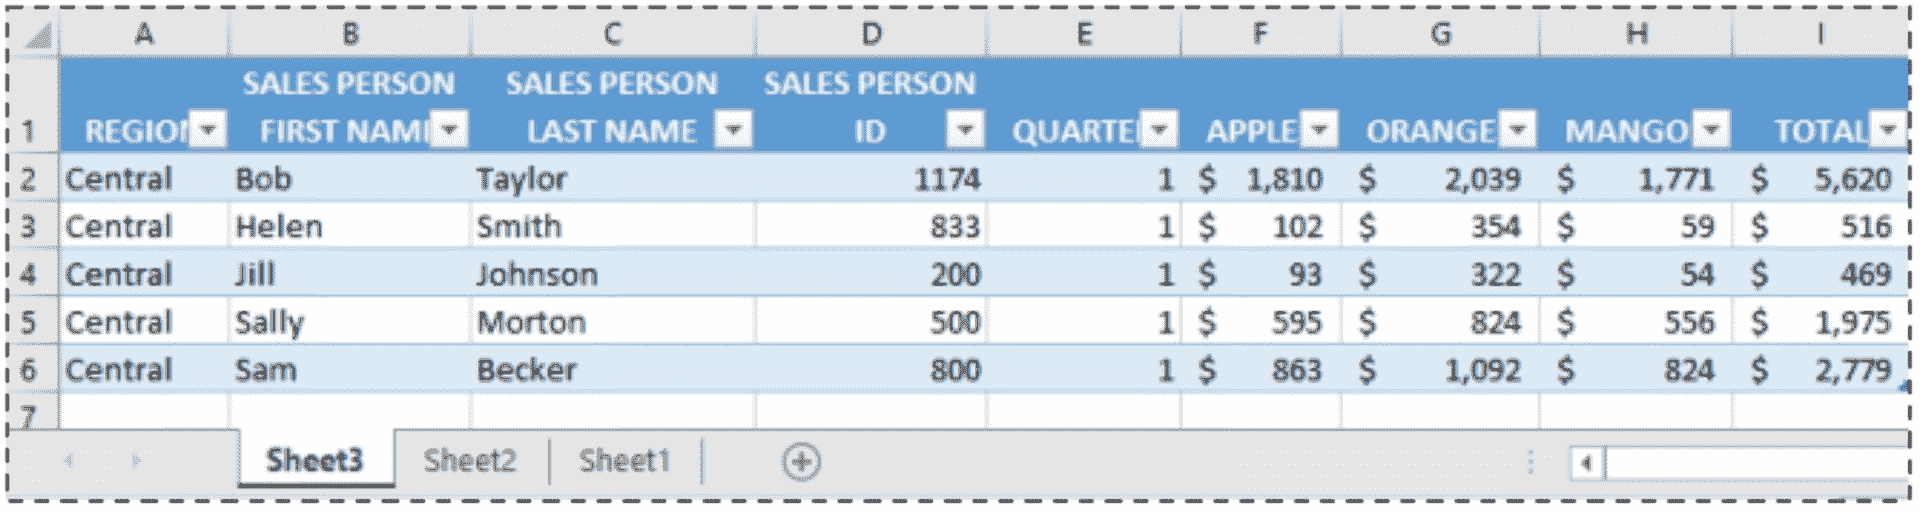 A B C D E F G H I
SALES PERSON SALES PERSON SALES PERSON
1 FIRST NAM LAST NAME ID QUARTE APPLE ORANGE MANGO TOTAL
2 Central Bob Taylor 1174 1 $ 1,810 $ 2,039 $ 1,771 $ 5,620
3 Central Helen Smith 833 1 $ 102 $ 354 $ 59 $ 516
4 Central Jill Johnson 200 1 $ 93 $ 322 $ 54 $ 469
5 Central Sally Morton 500 1 $ 595 $ 824 $ 556 $ 1,975
6 Central Sam Becker 800 1 $ 863 $ 1,092 $ 824 $ 2,779
7
Sheet3 Sheet2 Sheet1